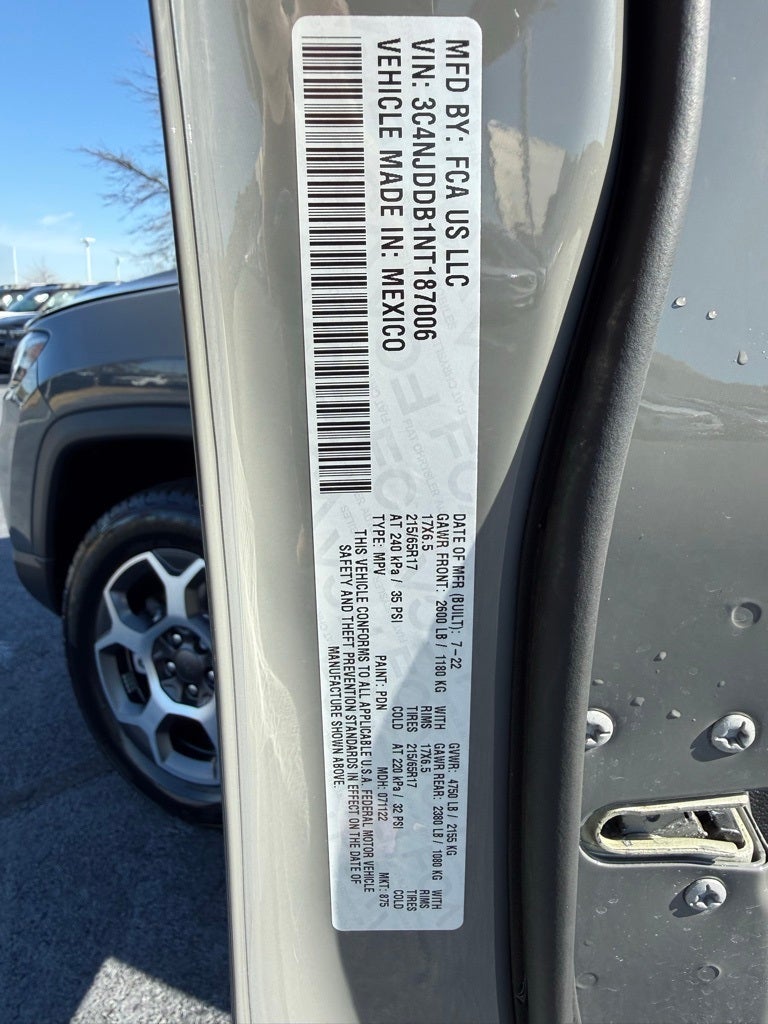 MFD BY: FCA US LLC
VIN: 3C4NJDDB1NT187006
VEHICLE MADE IN: MEXICO
DATE OF MFR (BUILT): 7-22 GVWR: 4750 LB / 2155 KG
GAWR FRONT: 2600 LB / 1180 KG WITH GAWR REAR: 2380 LB / 1080 KG WITH
17X6.5 RIMS 17X6.5 RIMS
215/65R17 TIRES 215/65R17 TIRES
AT 240 kPa / 35 PSI COLD AT 220 kPa / 32 PSI COLD
TYPE: MPV PAINT: PDN MDH: 071122 MKT: 875
THIS VEHICLE CONFORMS TO ALL APPLICABLE U.S.A. FEDERAL MOTOR VEHICLE
SAFETY AND THEFT PREVENTION STANDARDS IN EFFECT ON THE DATE OF
MANUFACTURE SHOWN ABOVE.